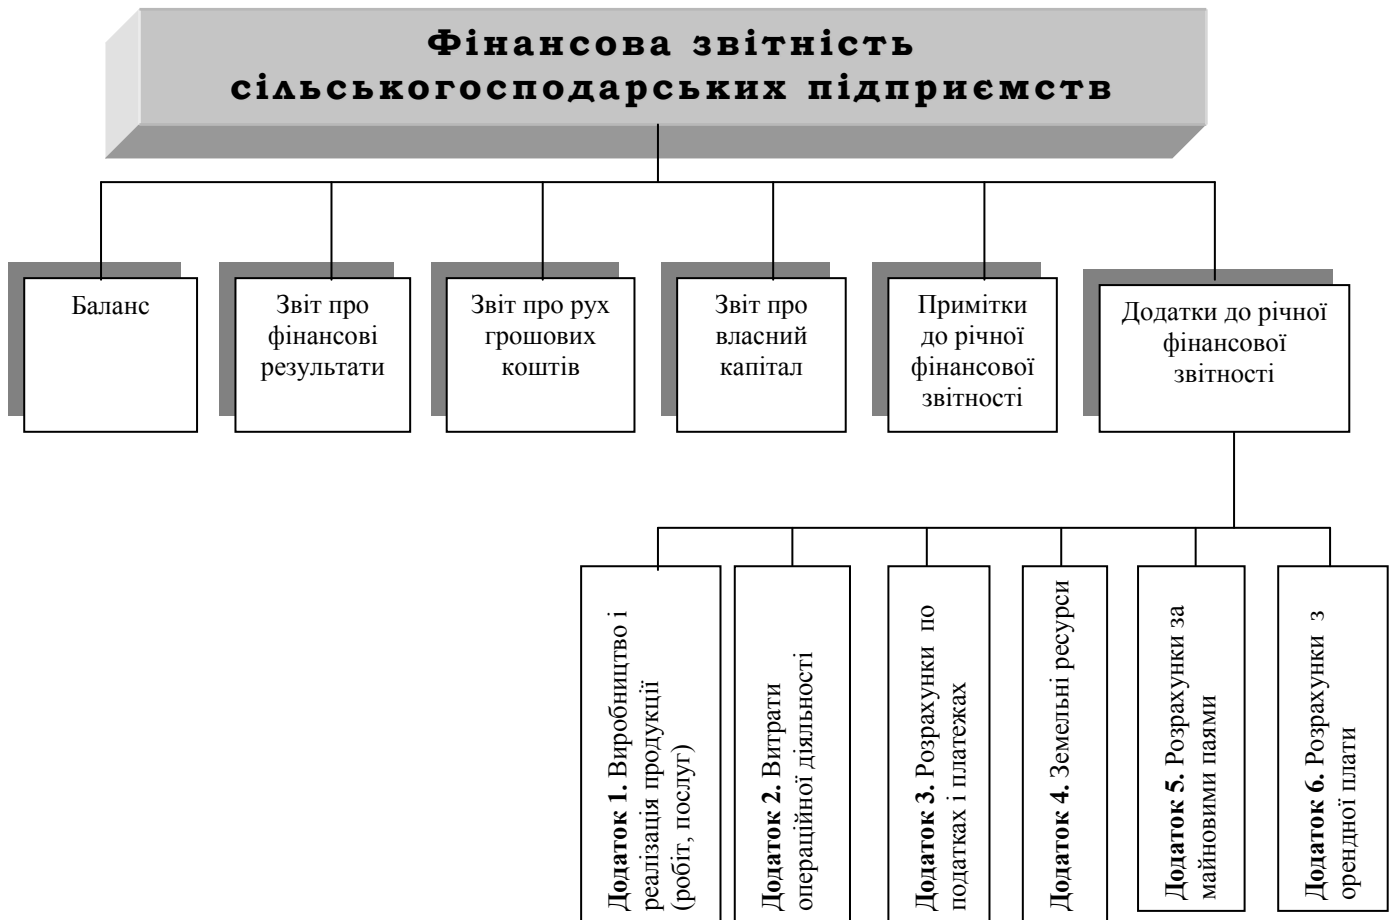 Фінансова звітність
сільськогосподарських підприємств
Баланс
Звіт про
фінансові
результати
Звіт про рух
грошових
коштів
Звіт про
власний
капітал
Примітки
до річної
фінансової
звітності
Додатки до річної
фінансової
звітності
Додаток 1. Виробництво і
реалізація продукції
(робіт, послуг)
Додаток 2. Витрати
операційної діяльності
Додаток 3. Розрахунки по
податках і платежах
Додаток 4. Земельні ресурси
Додаток 5. Розрахунки за
майновими паями
Додаток 6. Розрахунки з
орендної плати